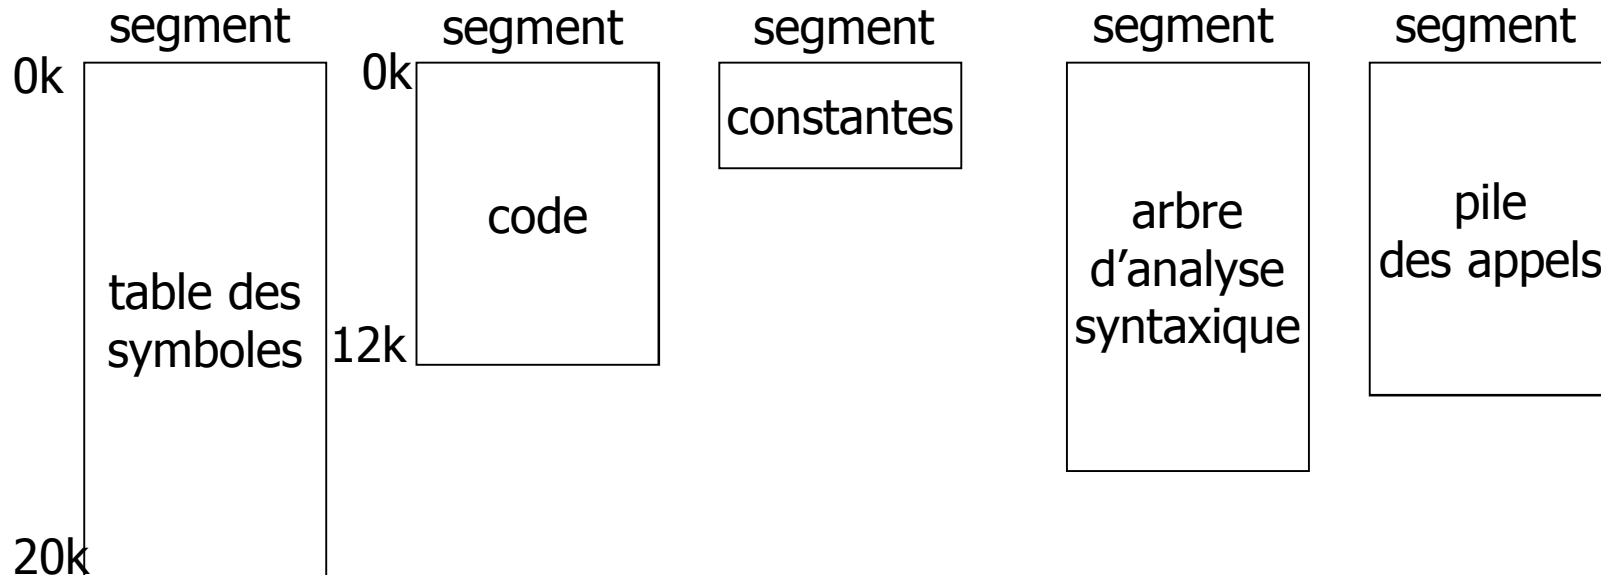 segment
segment
segment
segment
segment
0k
0k
constantes
code
arbre
d’analyse
syntaxique
pile
des appels
table des
symboles
12k
20k